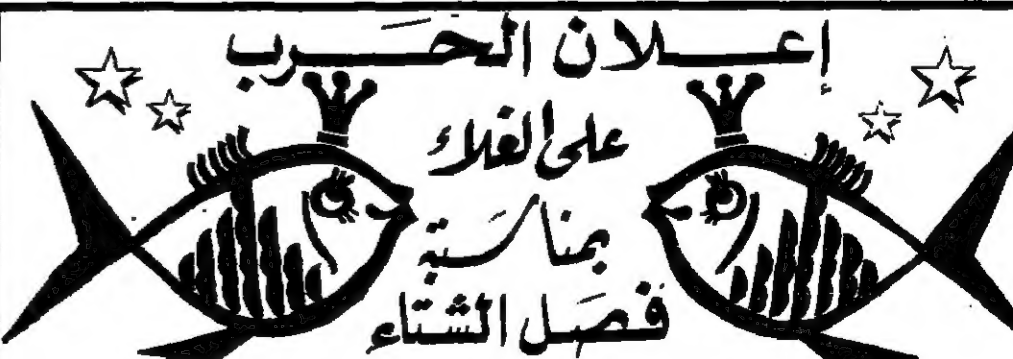 إعلان الحرب
على الغلاء
بمناسبة
فصل الشتاء